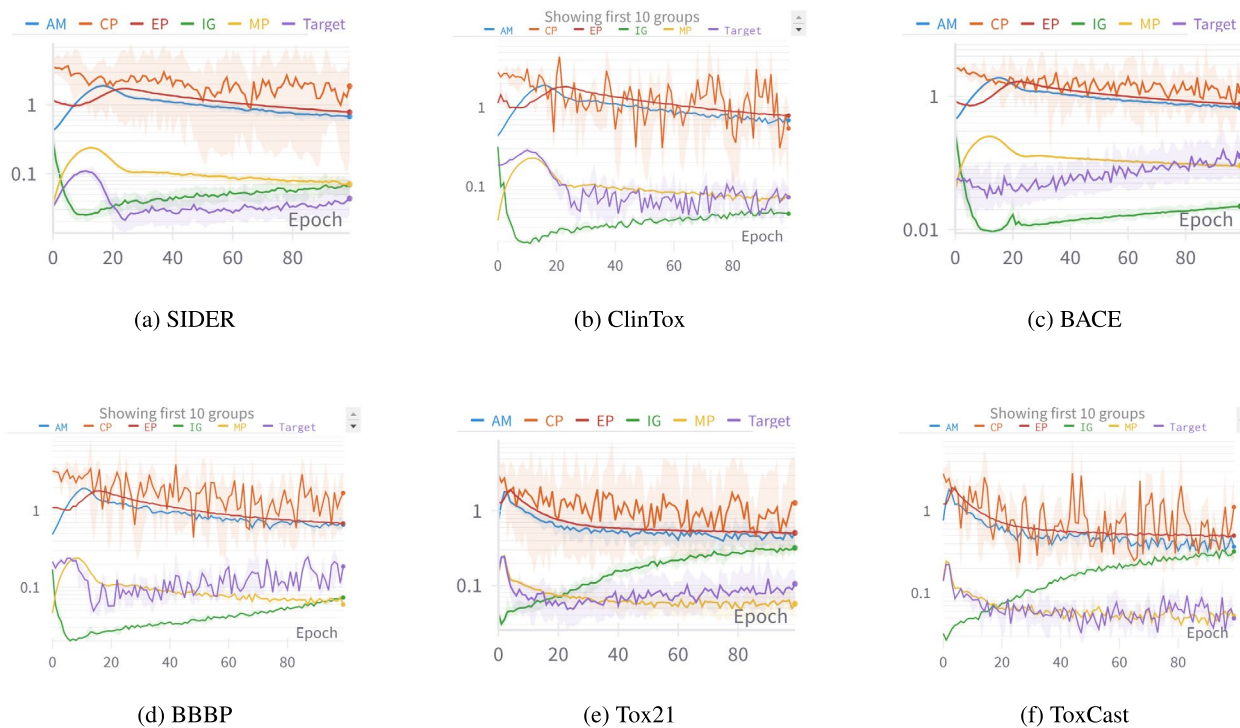 AM CP EP IG MP Target
1
0.1
Epoch
0 20 40 60 80
(a) SIDER
Showing first 10 groups
AM CP EP IG MP Target
1
0.1
Epoch
0 20 40 60 80
(b) ClinTox
AM CP EP IG MP Target
1
0.01
Epoch
0 20 40 60 80
(c) BACE
Showing first 10 groups
AM CP EP IG MP Target
1
0.1
Epoch
0 20 40 60 80
(d) BBBP
AM CP EP IG MP Target
1
0.1
Epoch
0 20 40 60 80
(e) Tox21
Showing first 10 groups
AM CP EP IG MP Target
1
0.1
Epoch
0 20 40 60 80
(f) ToxCast